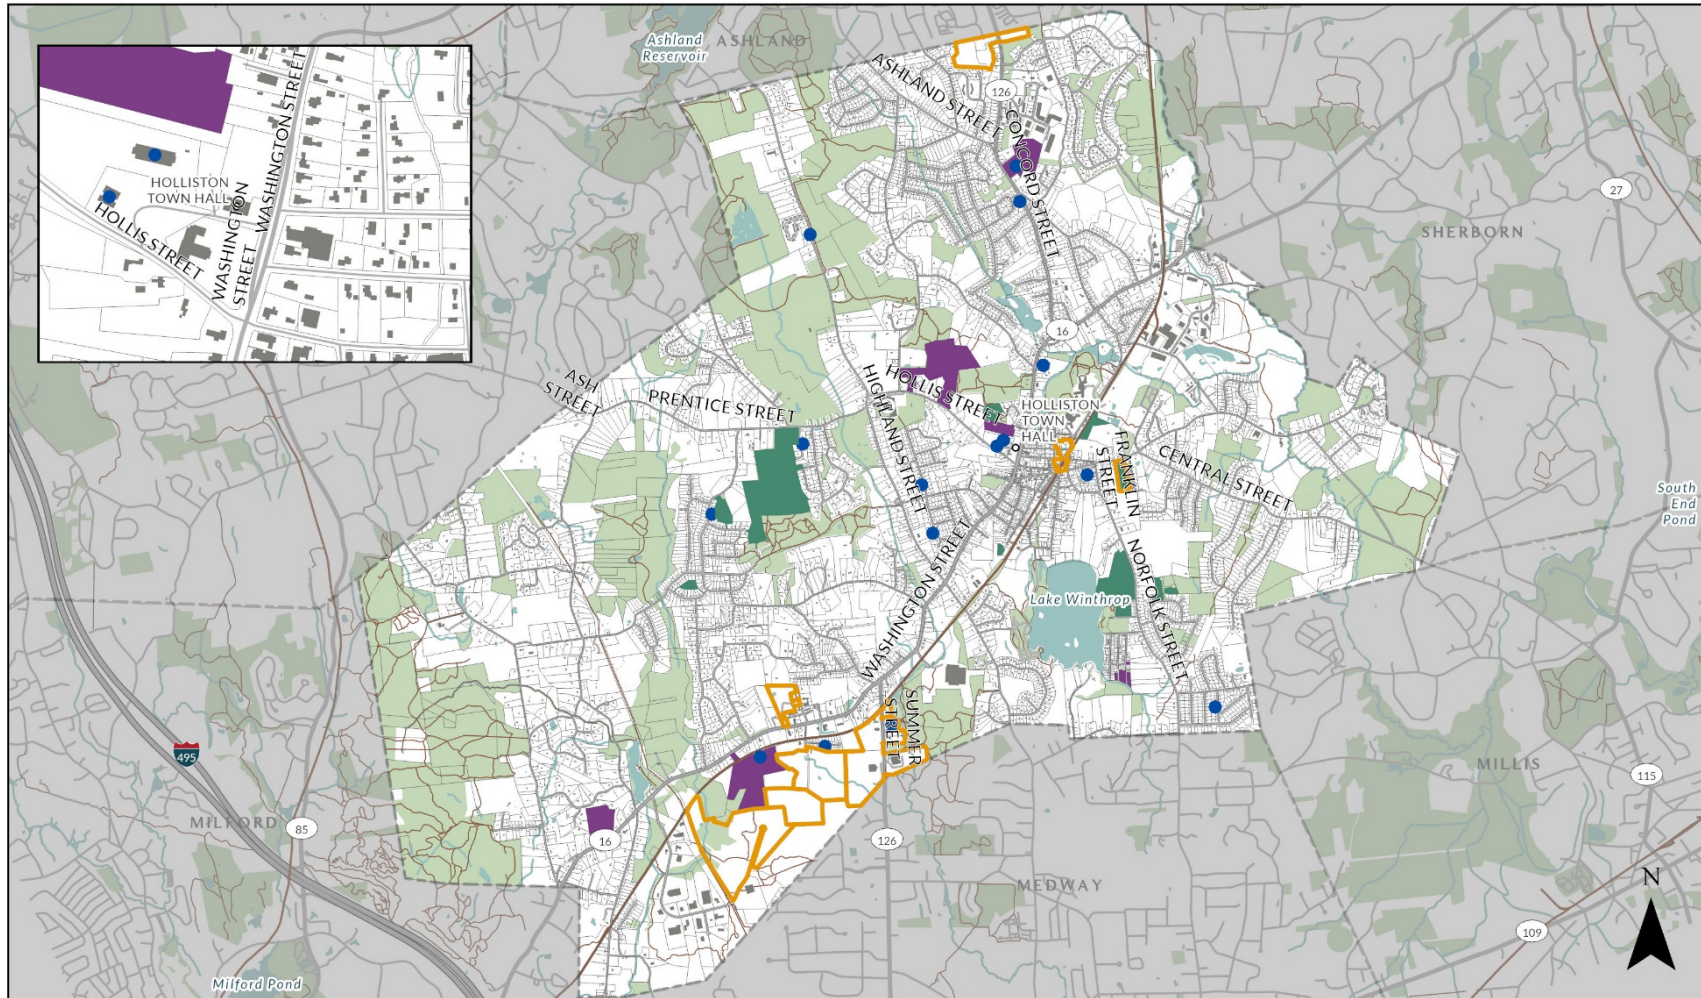 Ashland
Reservoir
ASHLAND
ASHLAND STREET
126
CONCORD STREET
27
SHERBORN
WASHINGTON STREET
HOLLISTON
TOWN HALL
WASHINGTON
STREET
HOLLIS STREET
16
ASH
STREET
PRENTICE STREET
HIGHLAND STREET
HOLLIS STREET
HOLLISTON
TOWN
HALL
FRANKLIN
STREET
CENTRAL STREET
South
End
Pond
WASHINGTON STREET
Lake Winthrop
NORFOLK STREET
SUMMER
STREET
495
MILFORD
85
16
126
MEDWAY
MILLIS
115
N
109
Milford Pond